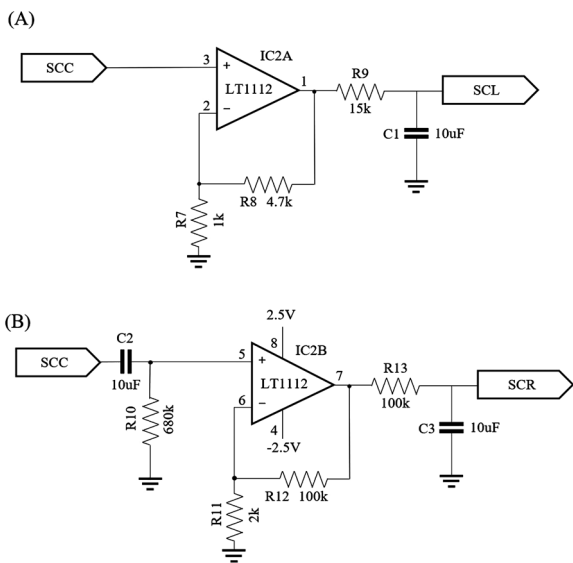 (A)
SCC
3
+
IC2A
LT1112
2
−
1
R9
15k
SCL
C1
10uF
R8
4.7k
R7
1k
(B)
SCC
C2
10uF
R10
680k
2.5V
8
IC2B
5
+
LT1112
6
−
4
-2.5V
7
R13
100k
SCR
C3
10uF
R12
100k
R11
2k